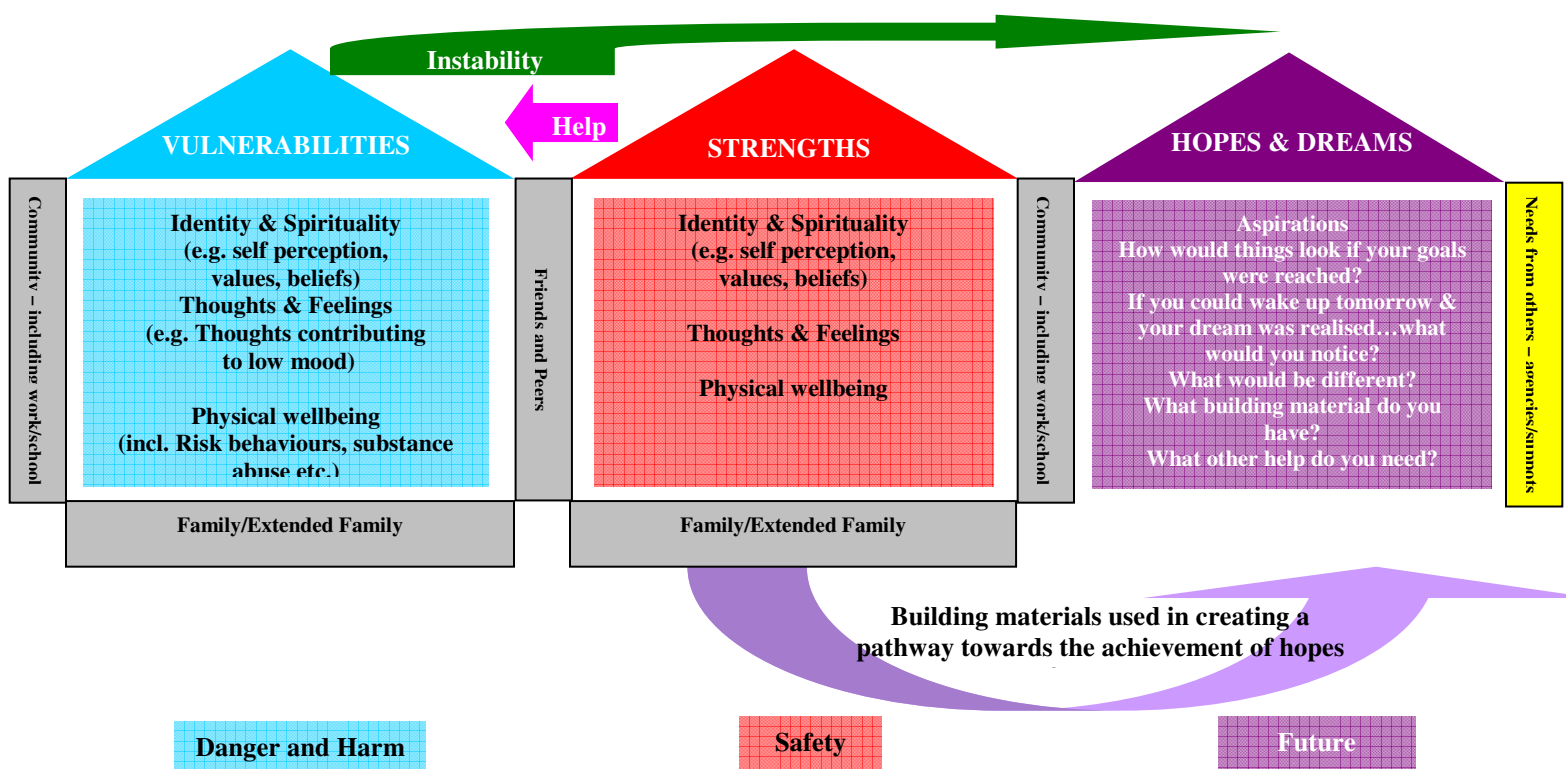 Instability
Help
VULNERABILITIES
STRENGTHS
HOPES & DREAMS
Community – including work/school
Identity & Spirituality
(e.g. self perception,
values, beliefs)
Thoughts & Feelings
(e.g. Thoughts contributing
to low mood)
Physical wellbeing
(incl. Risk behaviours, substance
abuse etc.)
Family/Extended Family
Friends and Peers
Identity & Spirituality
(e.g. self perception,
values, beliefs)
Thoughts & Feelings
Physical wellbeing
Family/Extended Family
Community – including work/school
Aspirations
How would things look if your goals
were reached?
If you could wake up tomorrow &
your dream was realised…what
would you notice?
What would be different?
What building material do you
have?
What other help do you need?
Needs from others – agencies/supports
Building materials used in creating a
pathway towards the achievement of hopes
Danger and Harm
Safety
Future